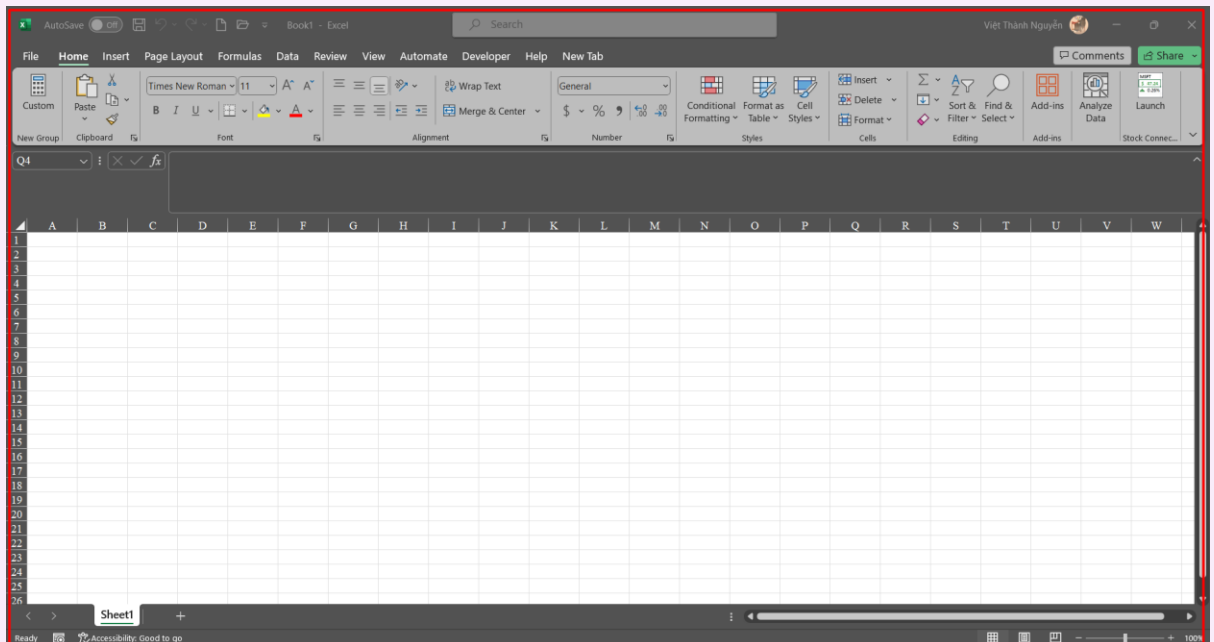 AutoSave Off Book1 - Excel Search Việt Thành Nguyễn
File Home Insert Page Layout Formulas Data Review View Automate Developer Help New Tab Comments Share
Custom Paste Times New Roman 11 Wrap Text General Conditional Format as Cell Insert Sort & Find & Add-ins Analyze Launch
B I U Merge & Center $ % Formatting Table Styles Delete Filter Select Data
Format
New Group Clipboard Font Alignment Number Styles Cells Editing Add-ins Stock Connec...
Q4 fx
A B C D E F G H I J K L M N O P Q R S T U V W
1
2
3
4
5
6
7
8
9
10
11
12
13
14
15
16
17
18
19
20
21
22
23
24
25
26
Sheet1
Ready Accessibility: Good to go 100%